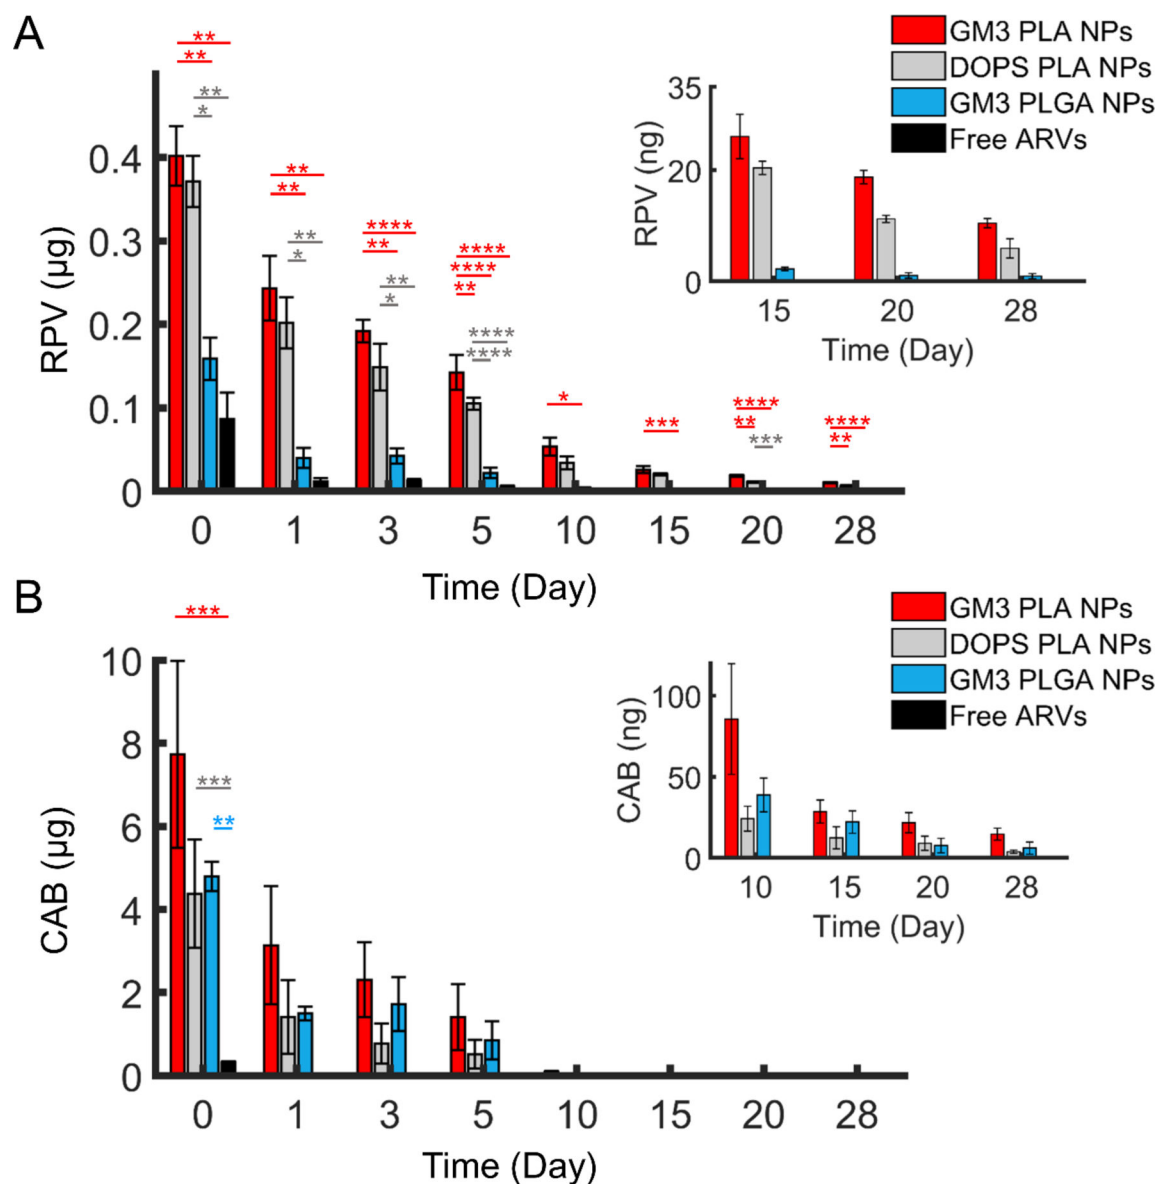 A
GM3 PLA NPs
DOPS PLA NPs
GM3 PLGA NPs
Free ARVs
** 
**
**
*
**
**
**
*
****
**
**
*
****
****
**
****
****
*
***
****
**
***
****
**
RPV (µg)
0.4
0.3
0.2
0.1
0
0 1 3 5 10 15 20 28
Time (Day)
RPV (ng)
35
20
0
15 20 28
Time (Day)
B
GM3 PLA NPs
DOPS PLA NPs
GM3 PLGA NPs
Free ARVs
***
***
**
CAB (µg)
10
8
6
4
2
0
0 1 3 5 10 15 20 28
Time (Day)
CAB (ng)
100
50
0
10 15 20 28
Time (Day)